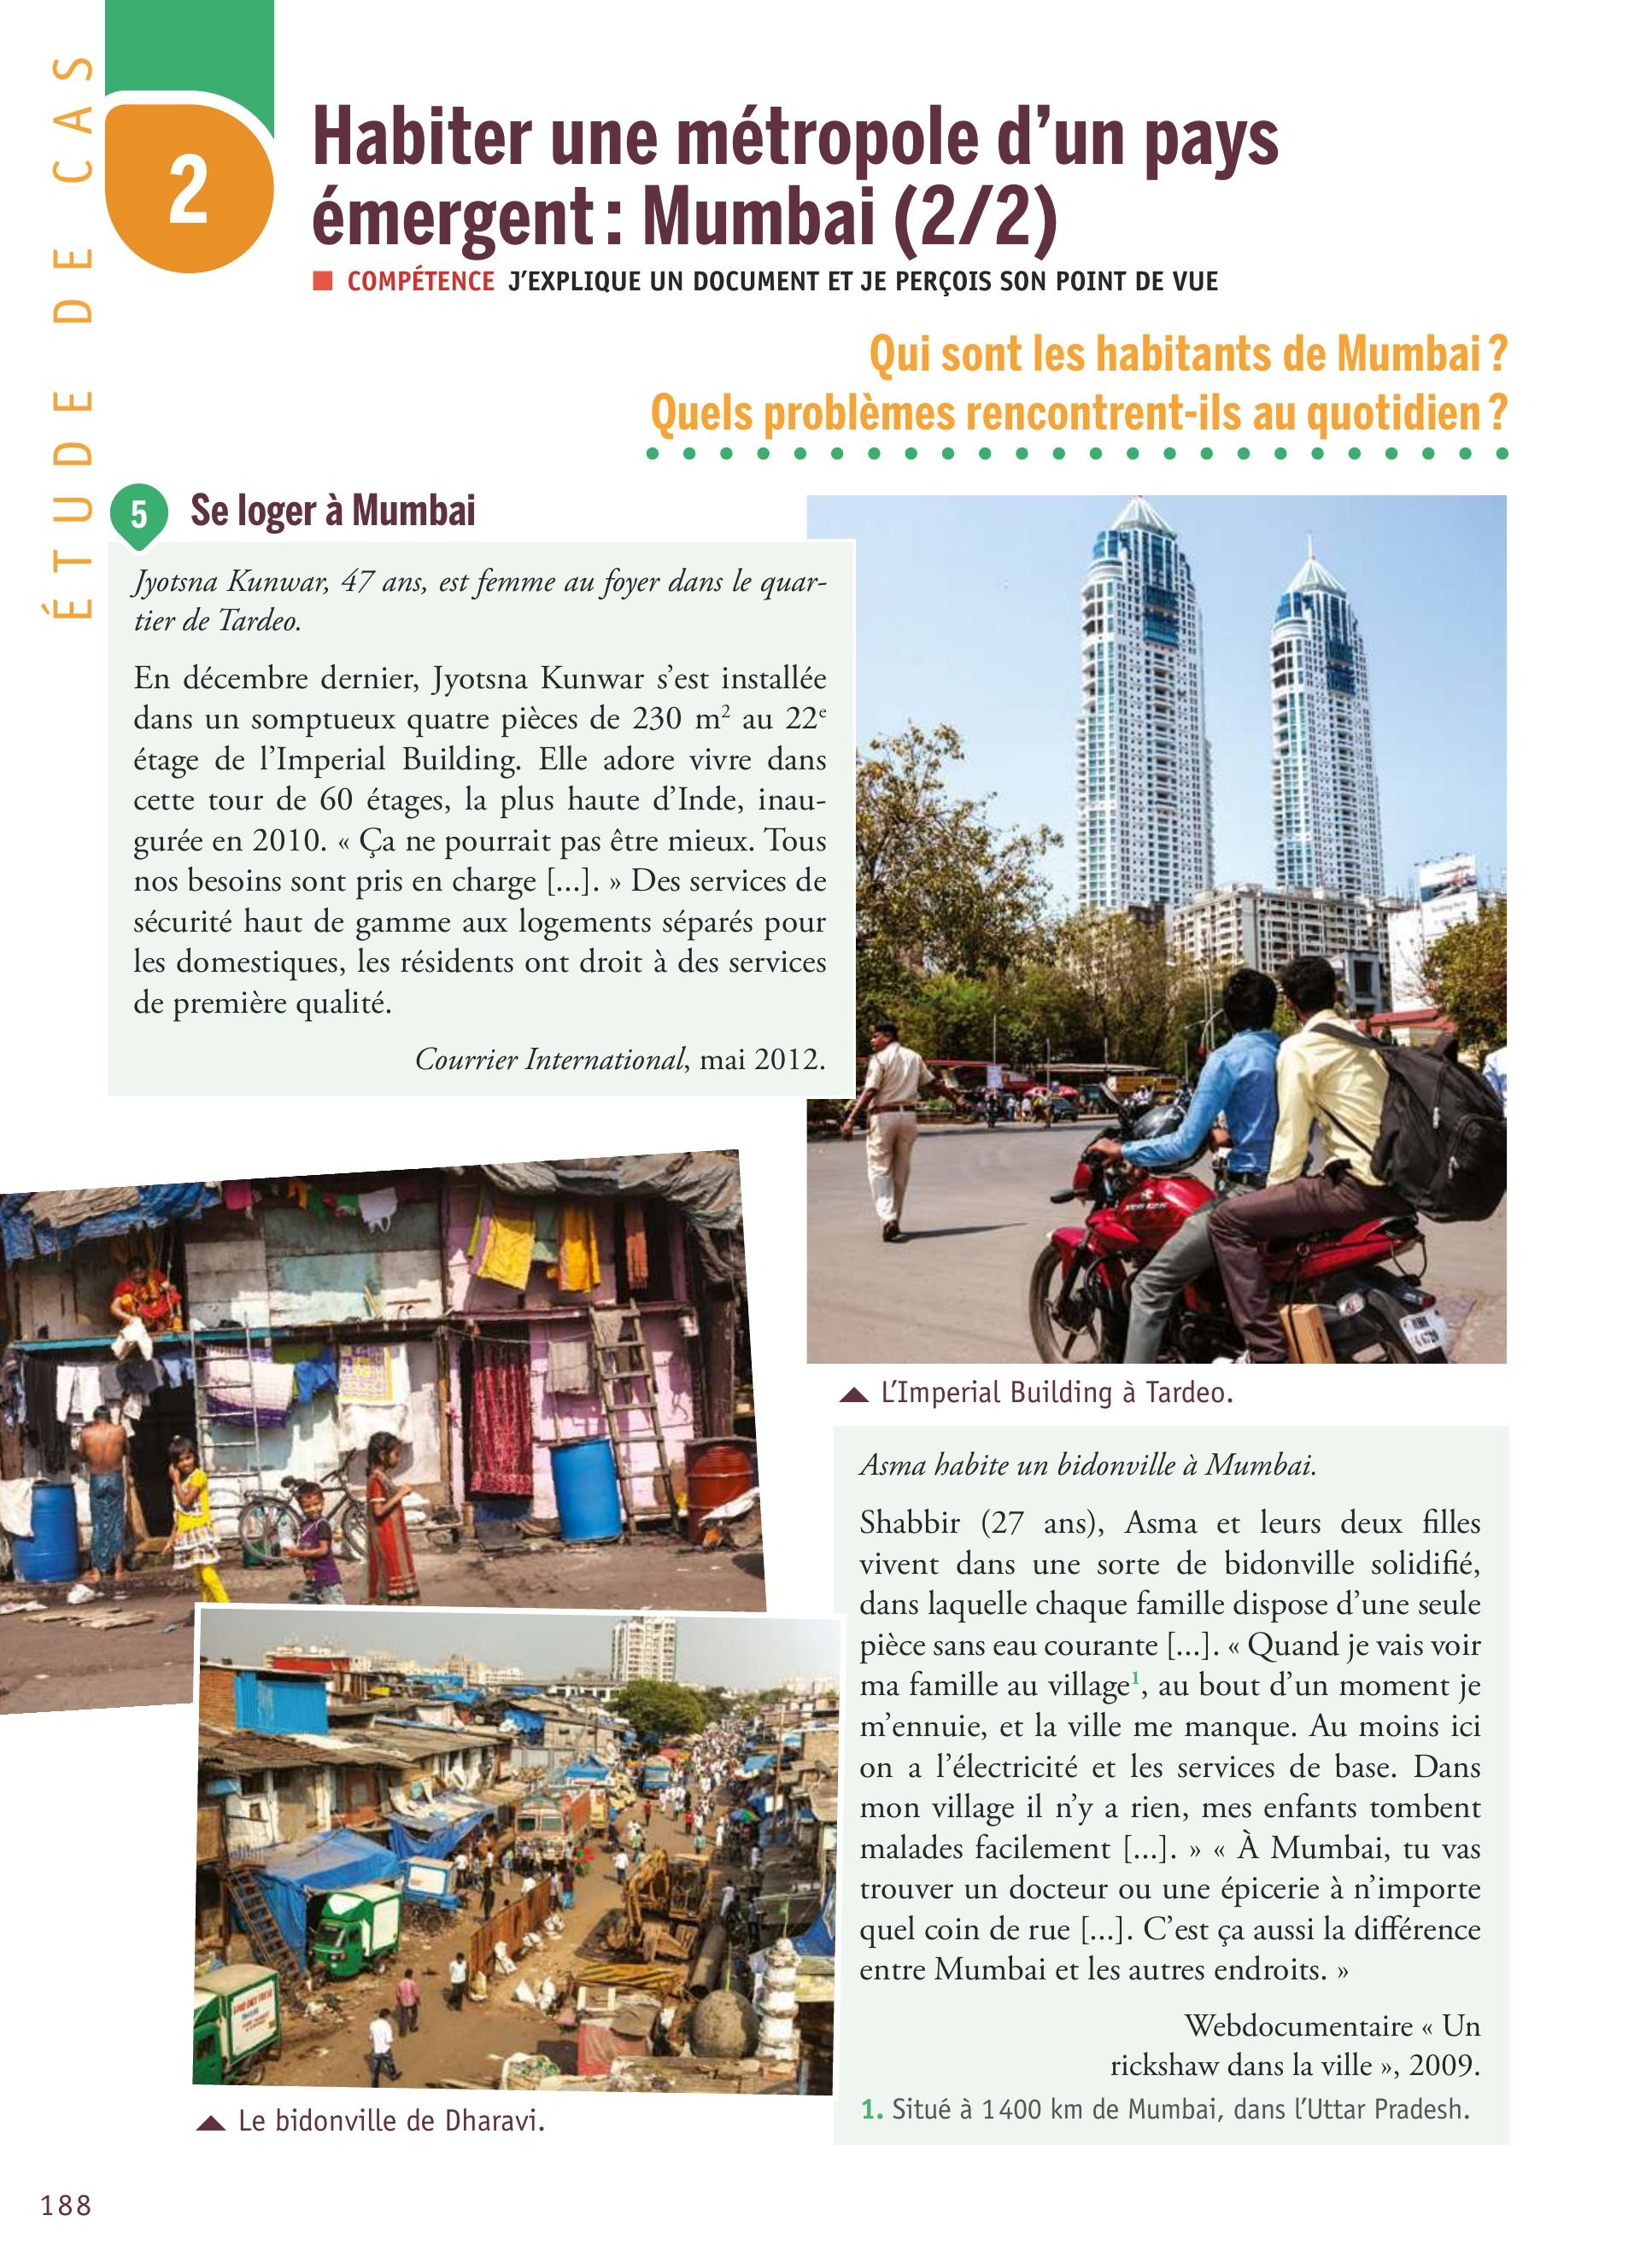 ÉTUDE DE CAS
2
Habiter une métropole d’un pays
émergent : Mumbai (2/2)
COMPÉTENCE J’EXPLIQUE UN DOCUMENT ET JE PERÇOIS SON POINT DE VUE
Qui sont les habitants de Mumbai ?
Quels problèmes rencontrent-ils au quotidien ?
5 Se loger à Mumbai
Jyotsna Kunwar, 47 ans, est femme au foyer dans le quar-
tier de Tardeo.
En décembre dernier, Jyotsna Kunwar s’est installée
dans un somptueux quatre pièces de 230 m² au 22ᵉ
étage de l’Imperial Building. Elle adore vivre dans
cette tour de 60 étages, la plus haute d’Inde, inau-
gurée en 2010. « Ça ne pourrait pas être mieux. Tous
nos besoins sont pris en charge [...]. » Des services de
sécurité haut de gamme aux logements séparés pour
les domestiques, les résidents ont droit à des services
de première qualité.
Courrier International, mai 2012.
L’Imperial Building à Tardeo.
Asma habite un bidonville à Mumbai.
Shabbir (27 ans), Asma et leurs deux filles
vivent dans une sorte de bidonville solidifié,
dans laquelle chaque famille dispose d’une seule
pièce sans eau courante [...]. « Quand je vais voir
ma famille au village¹, au bout d’un moment je
m’ennuie, et la ville me manque. Au moins ici
on a l’électricité et les services de base. Dans
mon village il n’y a rien, mes enfants tombent
malades facilement [...]. » « À Mumbai, tu vas
trouver un docteur ou une épicerie à n’importe
quel coin de rue [...]. C’est ça aussi la différence
entre Mumbai et les autres endroits. »
Webdocumentaire « Un
rickshaw dans la ville », 2009.
1. Situé à 1 400 km de Mumbai, dans l’Uttar Pradesh.
Le bidonville de Dharavi.
188